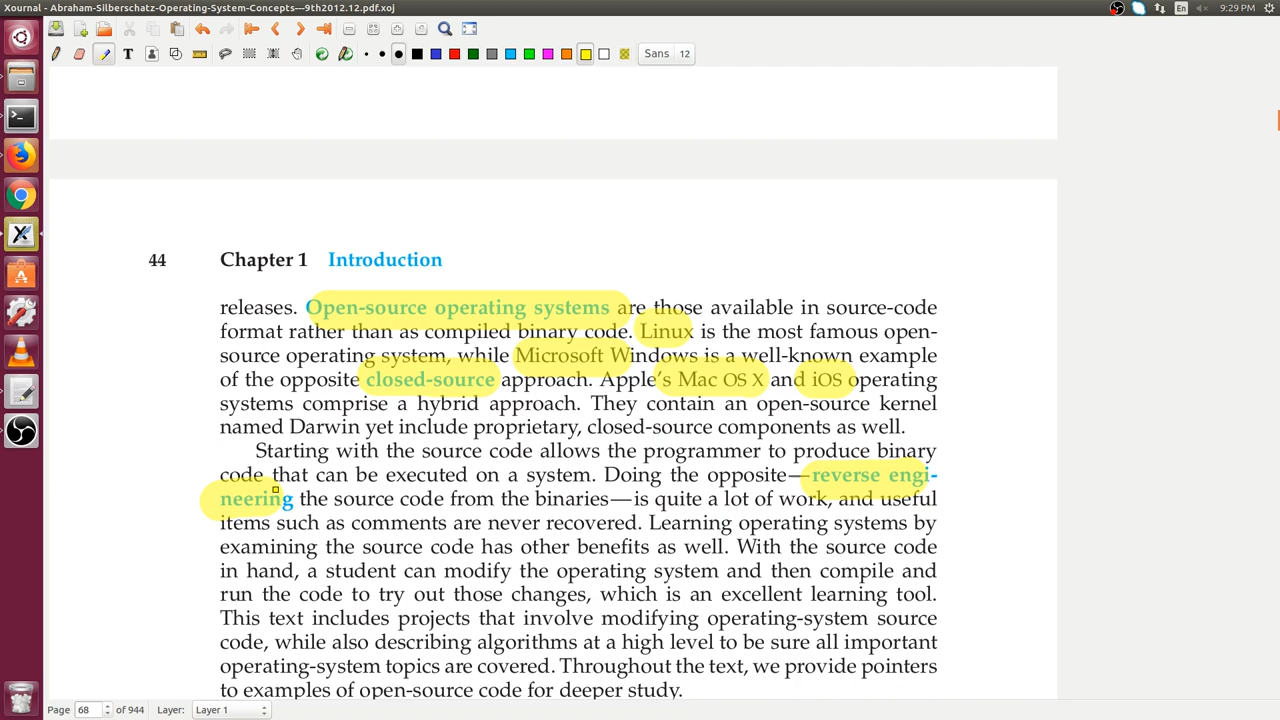 Xournal - Abraham-Silberschatz-Operating-System-Concepts---9th2012.12.pdf.xoj
En
9:29 PM
T
Sans
12
44 Chapter 1 Introduction
releases. Open-source operating systems are those available in source-code
format rather than as compiled binary code. Linux is the most famous open-
source operating system, while Microsoft Windows is a well-known example
of the opposite closed-source approach. Apple's Mac OS X and iOS operating
systems comprise a hybrid approach. They contain an open-source kernel
named Darwin yet include proprietary, closed-source components as well.
Starting with the source code allows the programmer to produce binary
code that can be executed on a system. Doing the opposite—reverse engi-
neering the source code from the binaries—is quite a lot of work, and useful
items such as comments are never recovered. Learning operating systems by
examining the source code has other benefits as well. With the source code
in hand, a student can modify the operating system and then compile and
run the code to try out those changes, which is an excellent learning tool.
This text includes projects that involve modifying operating-system source
code, while also describing algorithms at a high level to be sure all important
operating-system topics are covered. Throughout the text, we provide pointers
to examples of open-source code for deeper study.
Page 68 of 944 Layer: Layer 1